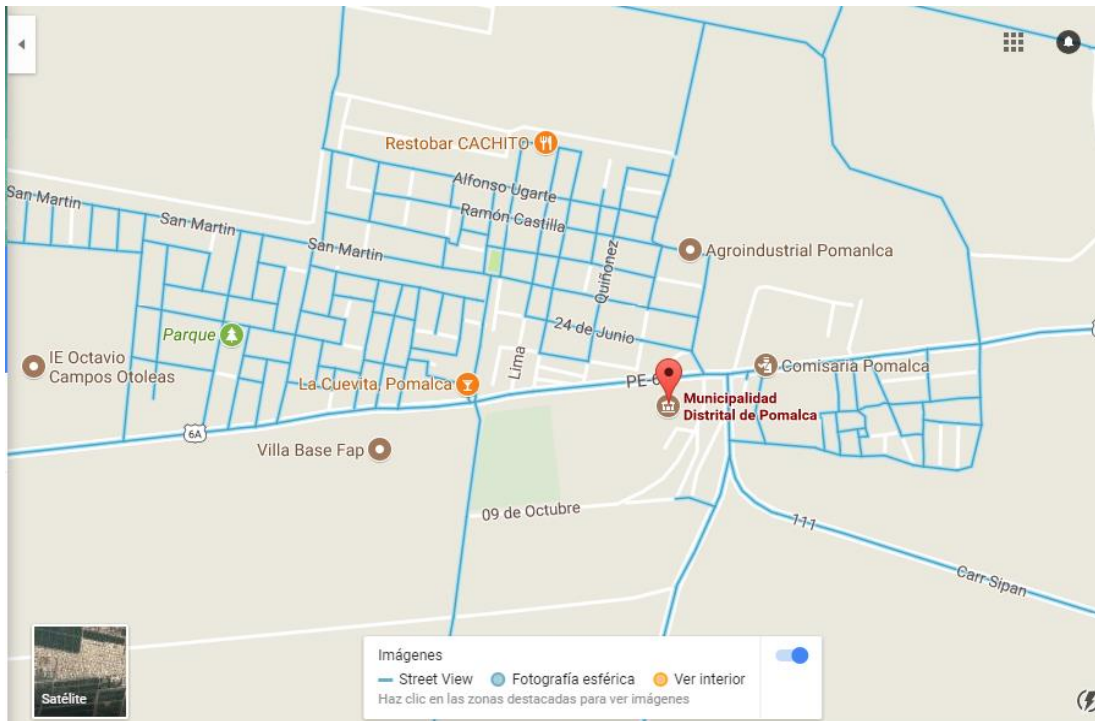 Restobar CACHITO
Alfonso Ugarte
San Martin
San Martin
Ramón Castilla
San Martin
Quiñonez
Agroindustrial Pomanlca
24 de Junio
Parque
Lima
IE Octavio
Campos Otoleas
La Cuevita, Pomalca
PE-6
Comisaria Pomalca
Municipalidad
Distrital de Pomalca
6A
Villa Base Fap
09 de Octubre
111
Carr Sipan
Imágenes
Street View
Fotografía esférica
Ver interior
Haz clic en las zonas destacadas para ver imágenes
Satélite